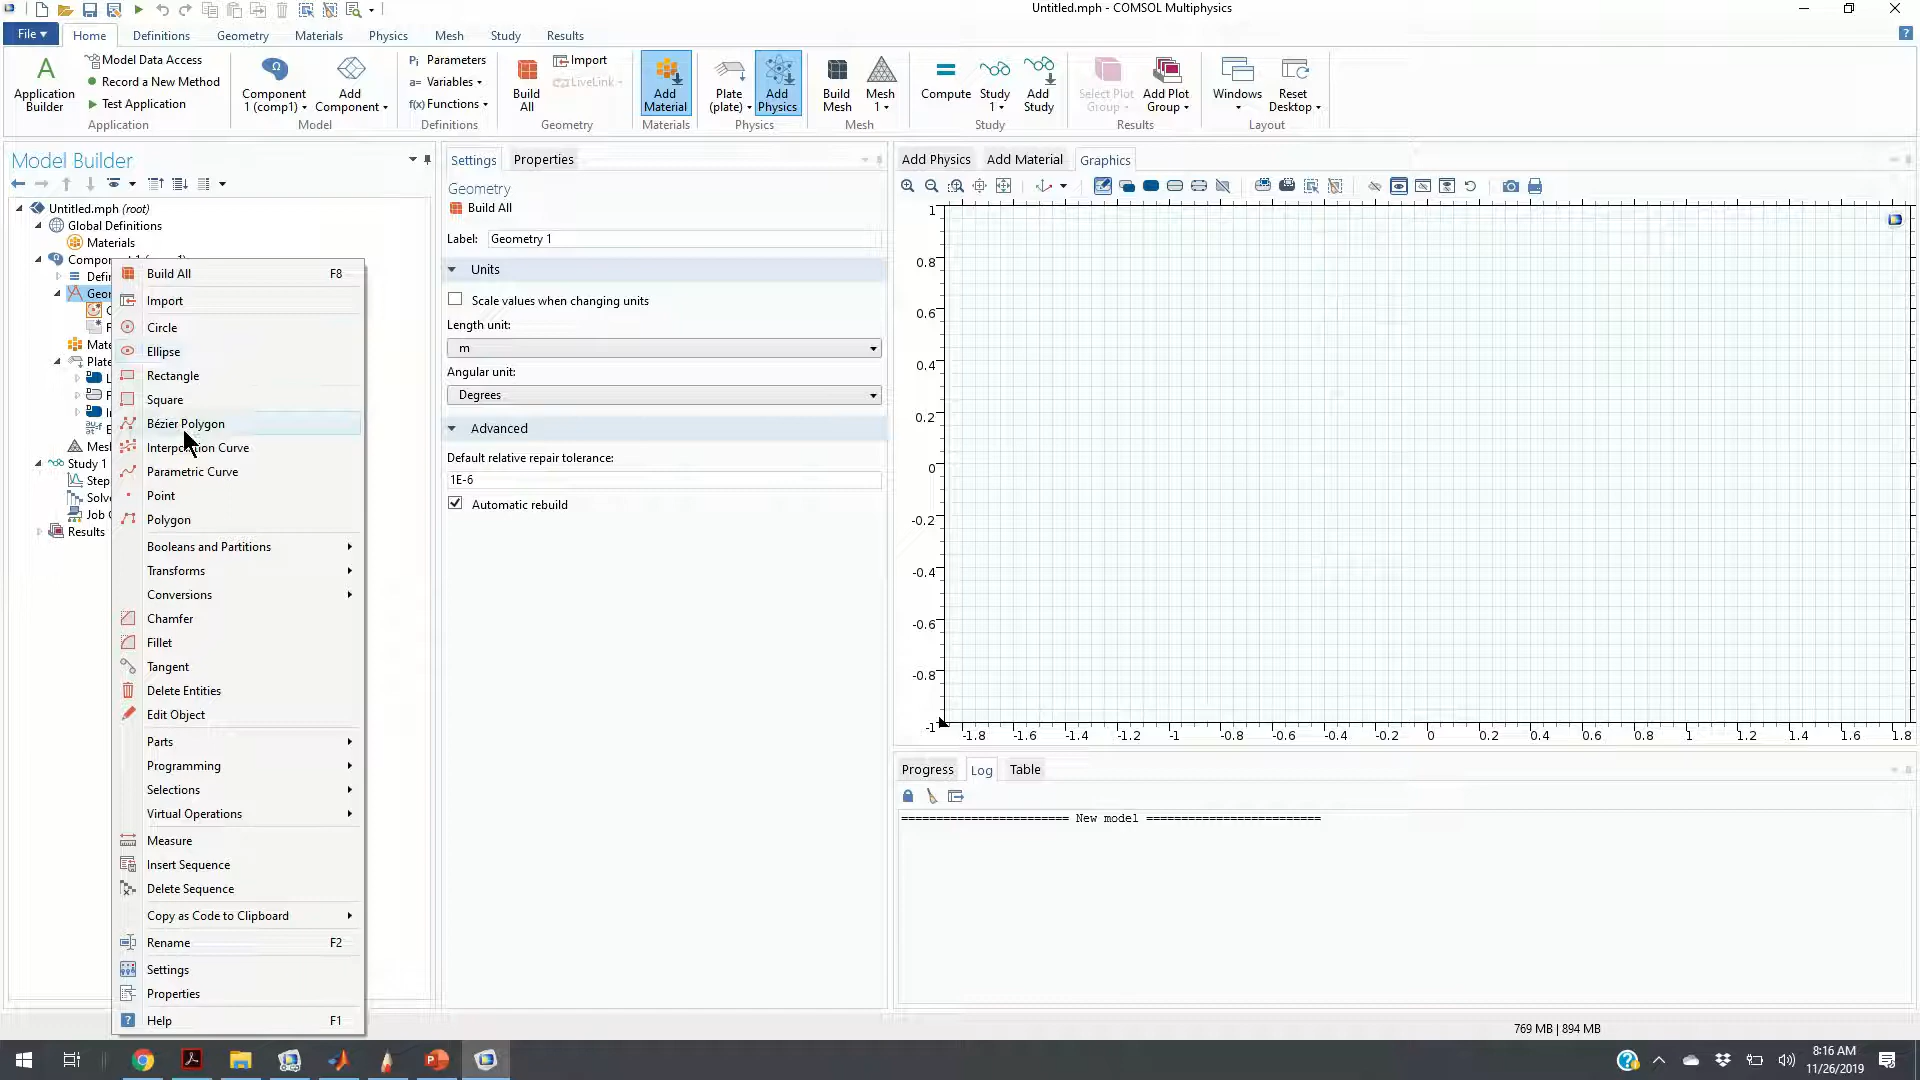 Untitled.mph - COMSOL Multiphysics
File Home Definitions Geometry Materials Physics Mesh Study Results
Application Builder
Model Data Access
Record a New Method
Test Application
Application
Component 1 (comp1)
Add Component
Model
Parameters
Variables
Functions
Definitions
Build All
Import
LiveLink
Geometry
Add Material
Materials
Plate (plate)
Add Physics
Physics
Build Mesh
Mesh 1
Mesh
Compute
Study 1
Add Study
Study
Select Plot Group
Add Plot Group
Results
Windows
Reset Desktop
Layout
Model Builder
Untitled.mph (root)
Global Definitions
Materials
Study 1
Results
Build All F8
Import
Circle
Ellipse
Rectangle
Square
Bézier Polygon
Interpolation Curve
Parametric Curve
Point
Polygon
Booleans and Partitions
Transforms
Conversions
Chamfer
Fillet
Tangent
Delete Entities
Edit Object
Parts
Programming
Selections
Virtual Operations
Measure
Insert Sequence
Delete Sequence
Copy as Code to Clipboard
Rename F2
Settings
Properties
Help F1
Settings Properties
Geometry
Build All
Label: Geometry 1
Units
Scale values when changing units
Length unit:
m
Angular unit:
Degrees
Advanced
Default relative repair tolerance:
1E-6
Automatic rebuild
Add Physics Add Material Graphics
1
0.8
0.6
0.4
0.2
0
-0.2
-0.4
-0.6
-0.8
-1
-1.8 -1.6 -1.4 -1.2 -1 -0.8 -0.6 -0.4 -0.2 0 0.2 0.4 0.6 0.8 1 1.2 1.4 1.6 1.8
Progress Log Table
======================== New model =========================
769 MB | 894 MB
8:16 AM
11/26/2019